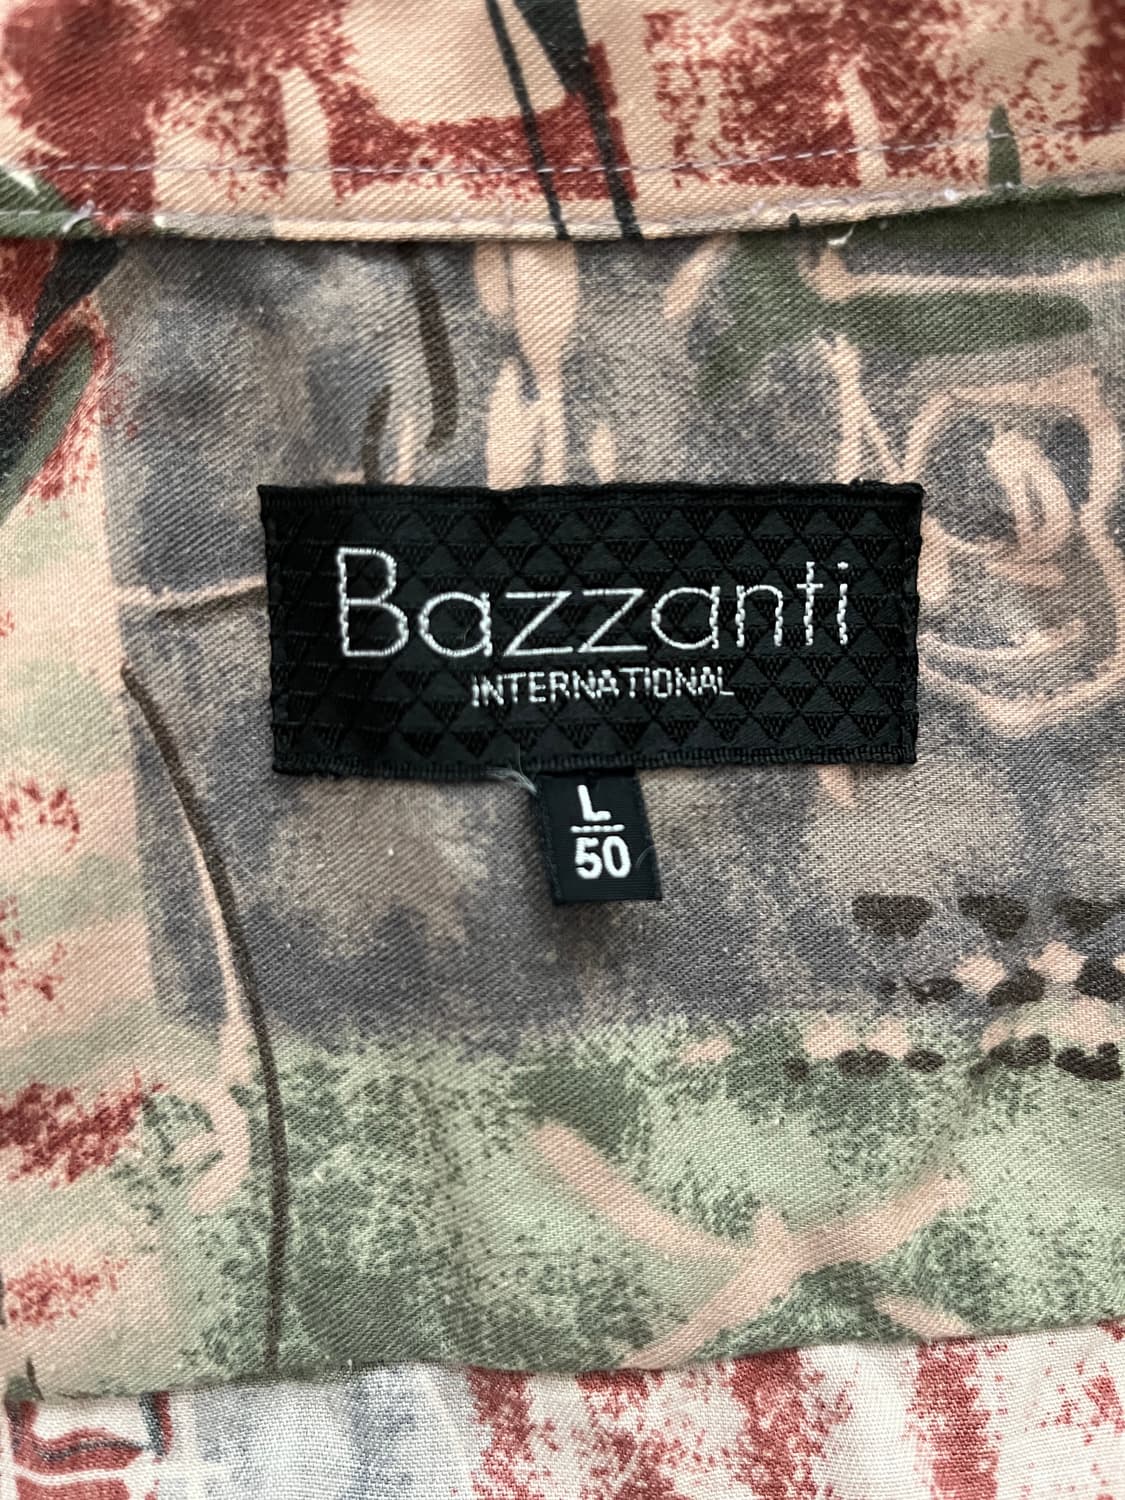 Bazzanti
INTERNATIONAL
L
50